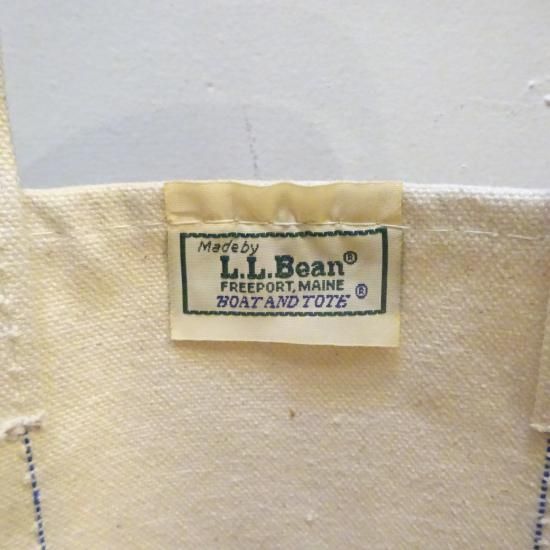 Made by
L.L.Bean®
FREEPORT, MAINE
BOAT AND TOTE ®